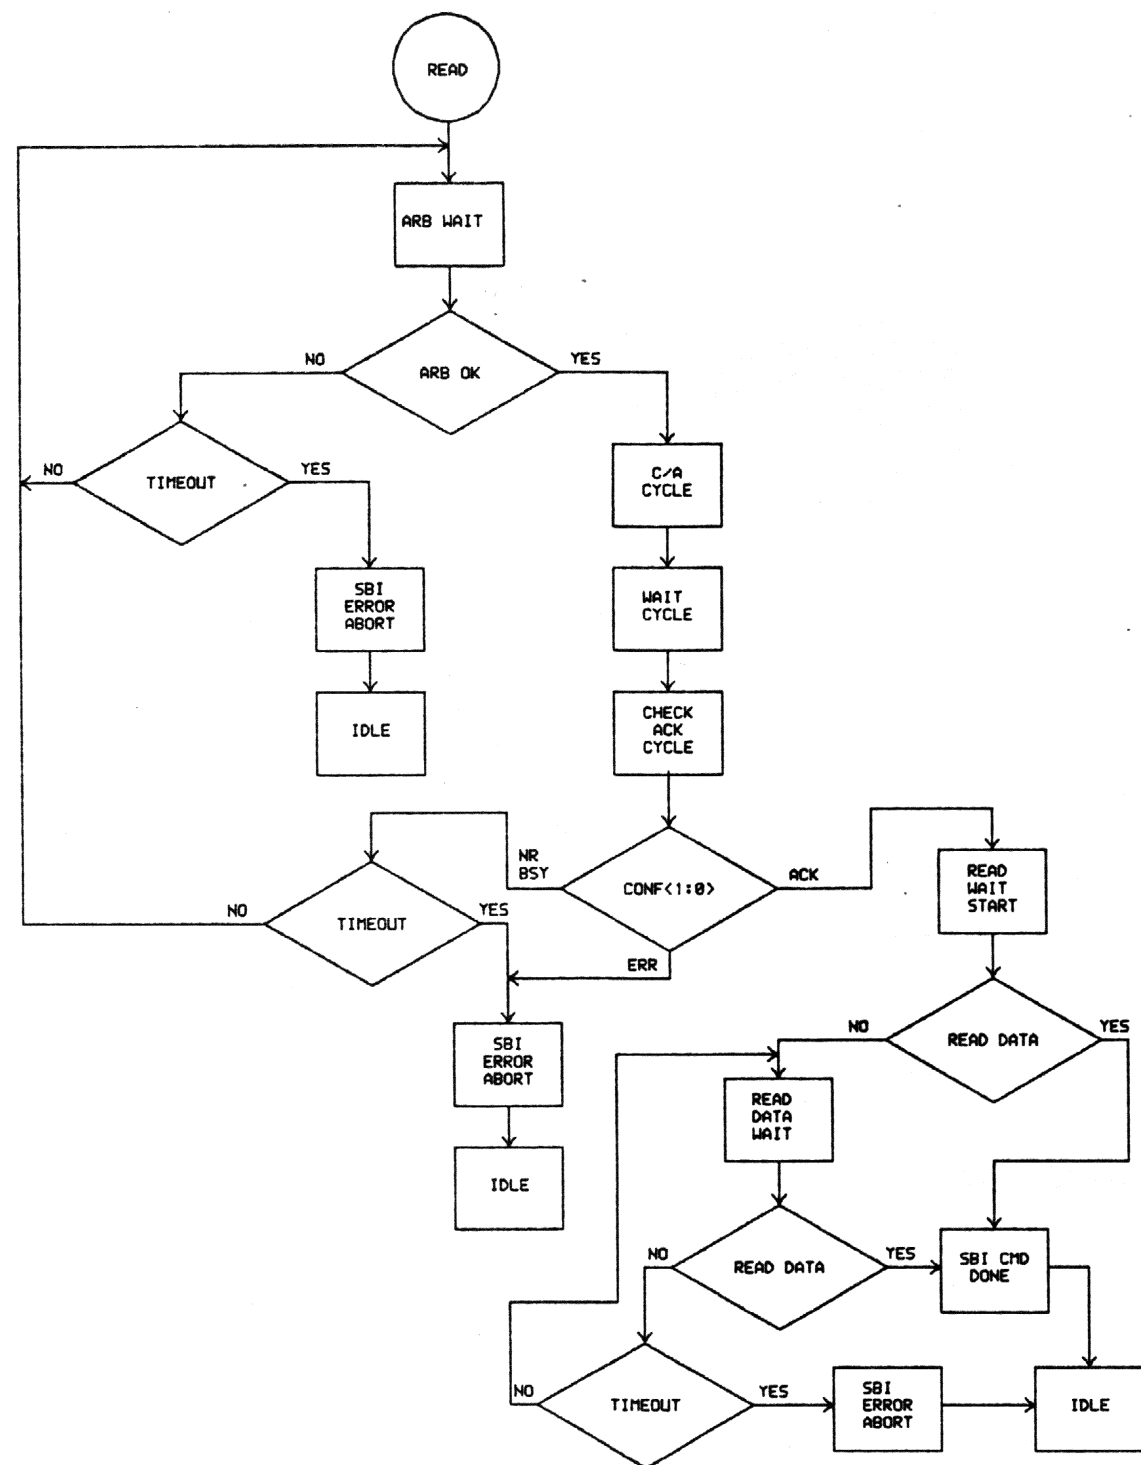 READ
ARB WAIT
NO
YES
ARB OK
NO
TIMEOUT
YES
C/A
CYCLE
SBI
ERROR
ABORT
WAIT
CYCLE
IDLE
CHECK
ACK
CYCLE
NR
BSY
CONF<1:0>
ACK
READ
WAIT
START
NO
TIMEOUT
YES
ERR
SBI
ERROR
ABORT
NO
READ DATA
YES
READ
DATA
WAIT
IDLE
NO
READ DATA
YES
SBI CMD
DONE
NO
TIMEOUT
YES
SBI
ERROR
ABORT
IDLE